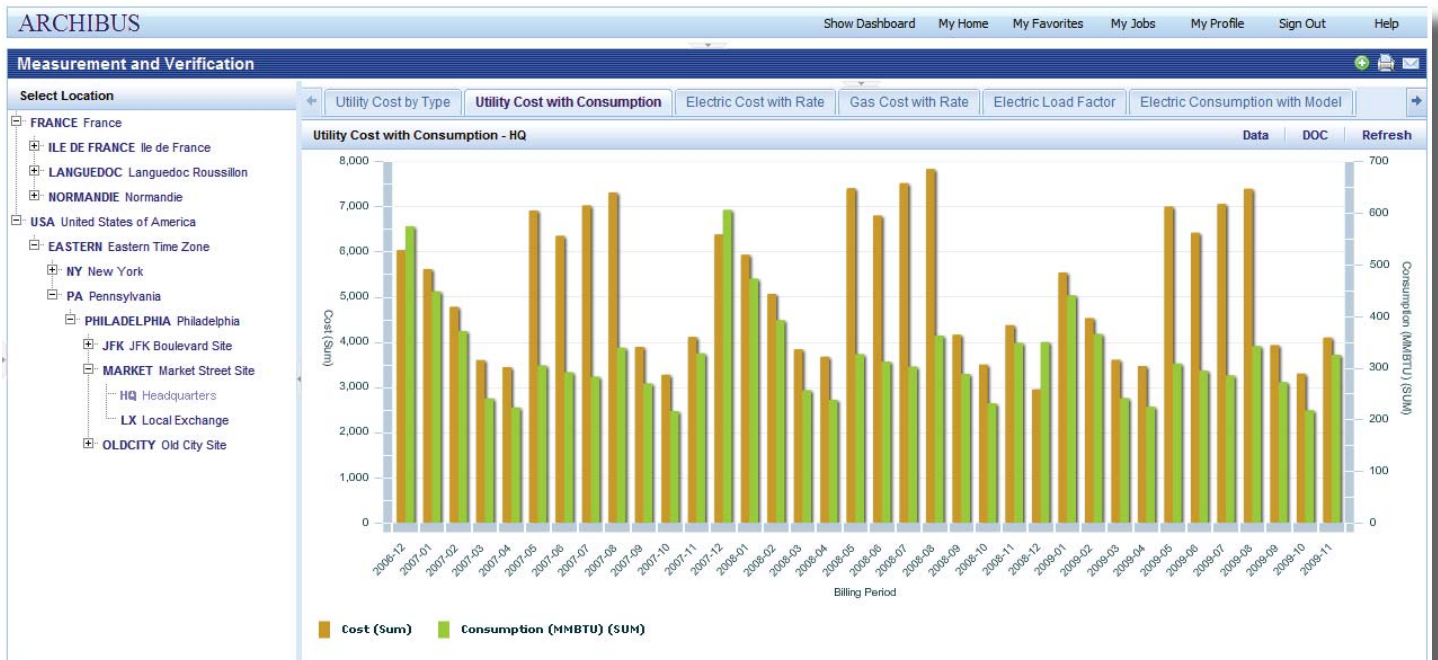 ARCHIBUS
Show Dashboard My Home My Favorites My Jobs My Profile Sign Out Help
Measurement and Verification
Select Location
FRANCE France
ILE DE FRANCE Ile de France
LANGUEDOC Languedoc Roussillon
NORMANDIE Normandie
USA United States of America
EASTERN Eastern Time Zone
NY New York
PA Pennsylvania
PHILADELPHIA Philadelphia
JFK JFK Boulevard Site
MARKET Market Street Site
HQ Headquarters
LX Local Exchange
OLDCITY Old City Site
Utility Cost by Type Utility Cost with Consumption Electric Cost with Rate Gas Cost with Rate Electric Load Factor Electric Consumption with Model
Utility Cost with Consumption - HQ Data DOC Refresh
8,000
7,000
6,000
5,000
4,000
3,000
2,000
1,000
0
Cost (Sum)
700
600
500
400
300
200
100
0
Consumption (MMBTU) (SUM)
2006-12 2007-01 2007-02 2007-03 2007-04 2007-05 2007-06 2007-07 2007-08 2007-09 2007-10 2007-11 2007-12 2008-01 2008-02 2008-03 2008-04 2008-05 2008-06 2008-07 2008-08 2008-09 2008-10 2008-11 2008-12 2009-01 2009-02 2009-03 2009-04 2009-05 2009-06 2009-07 2009-08 2009-09 2009-10 2009-11
Billing Period
Cost (Sum) Consumption (MMBTU) (SUM)